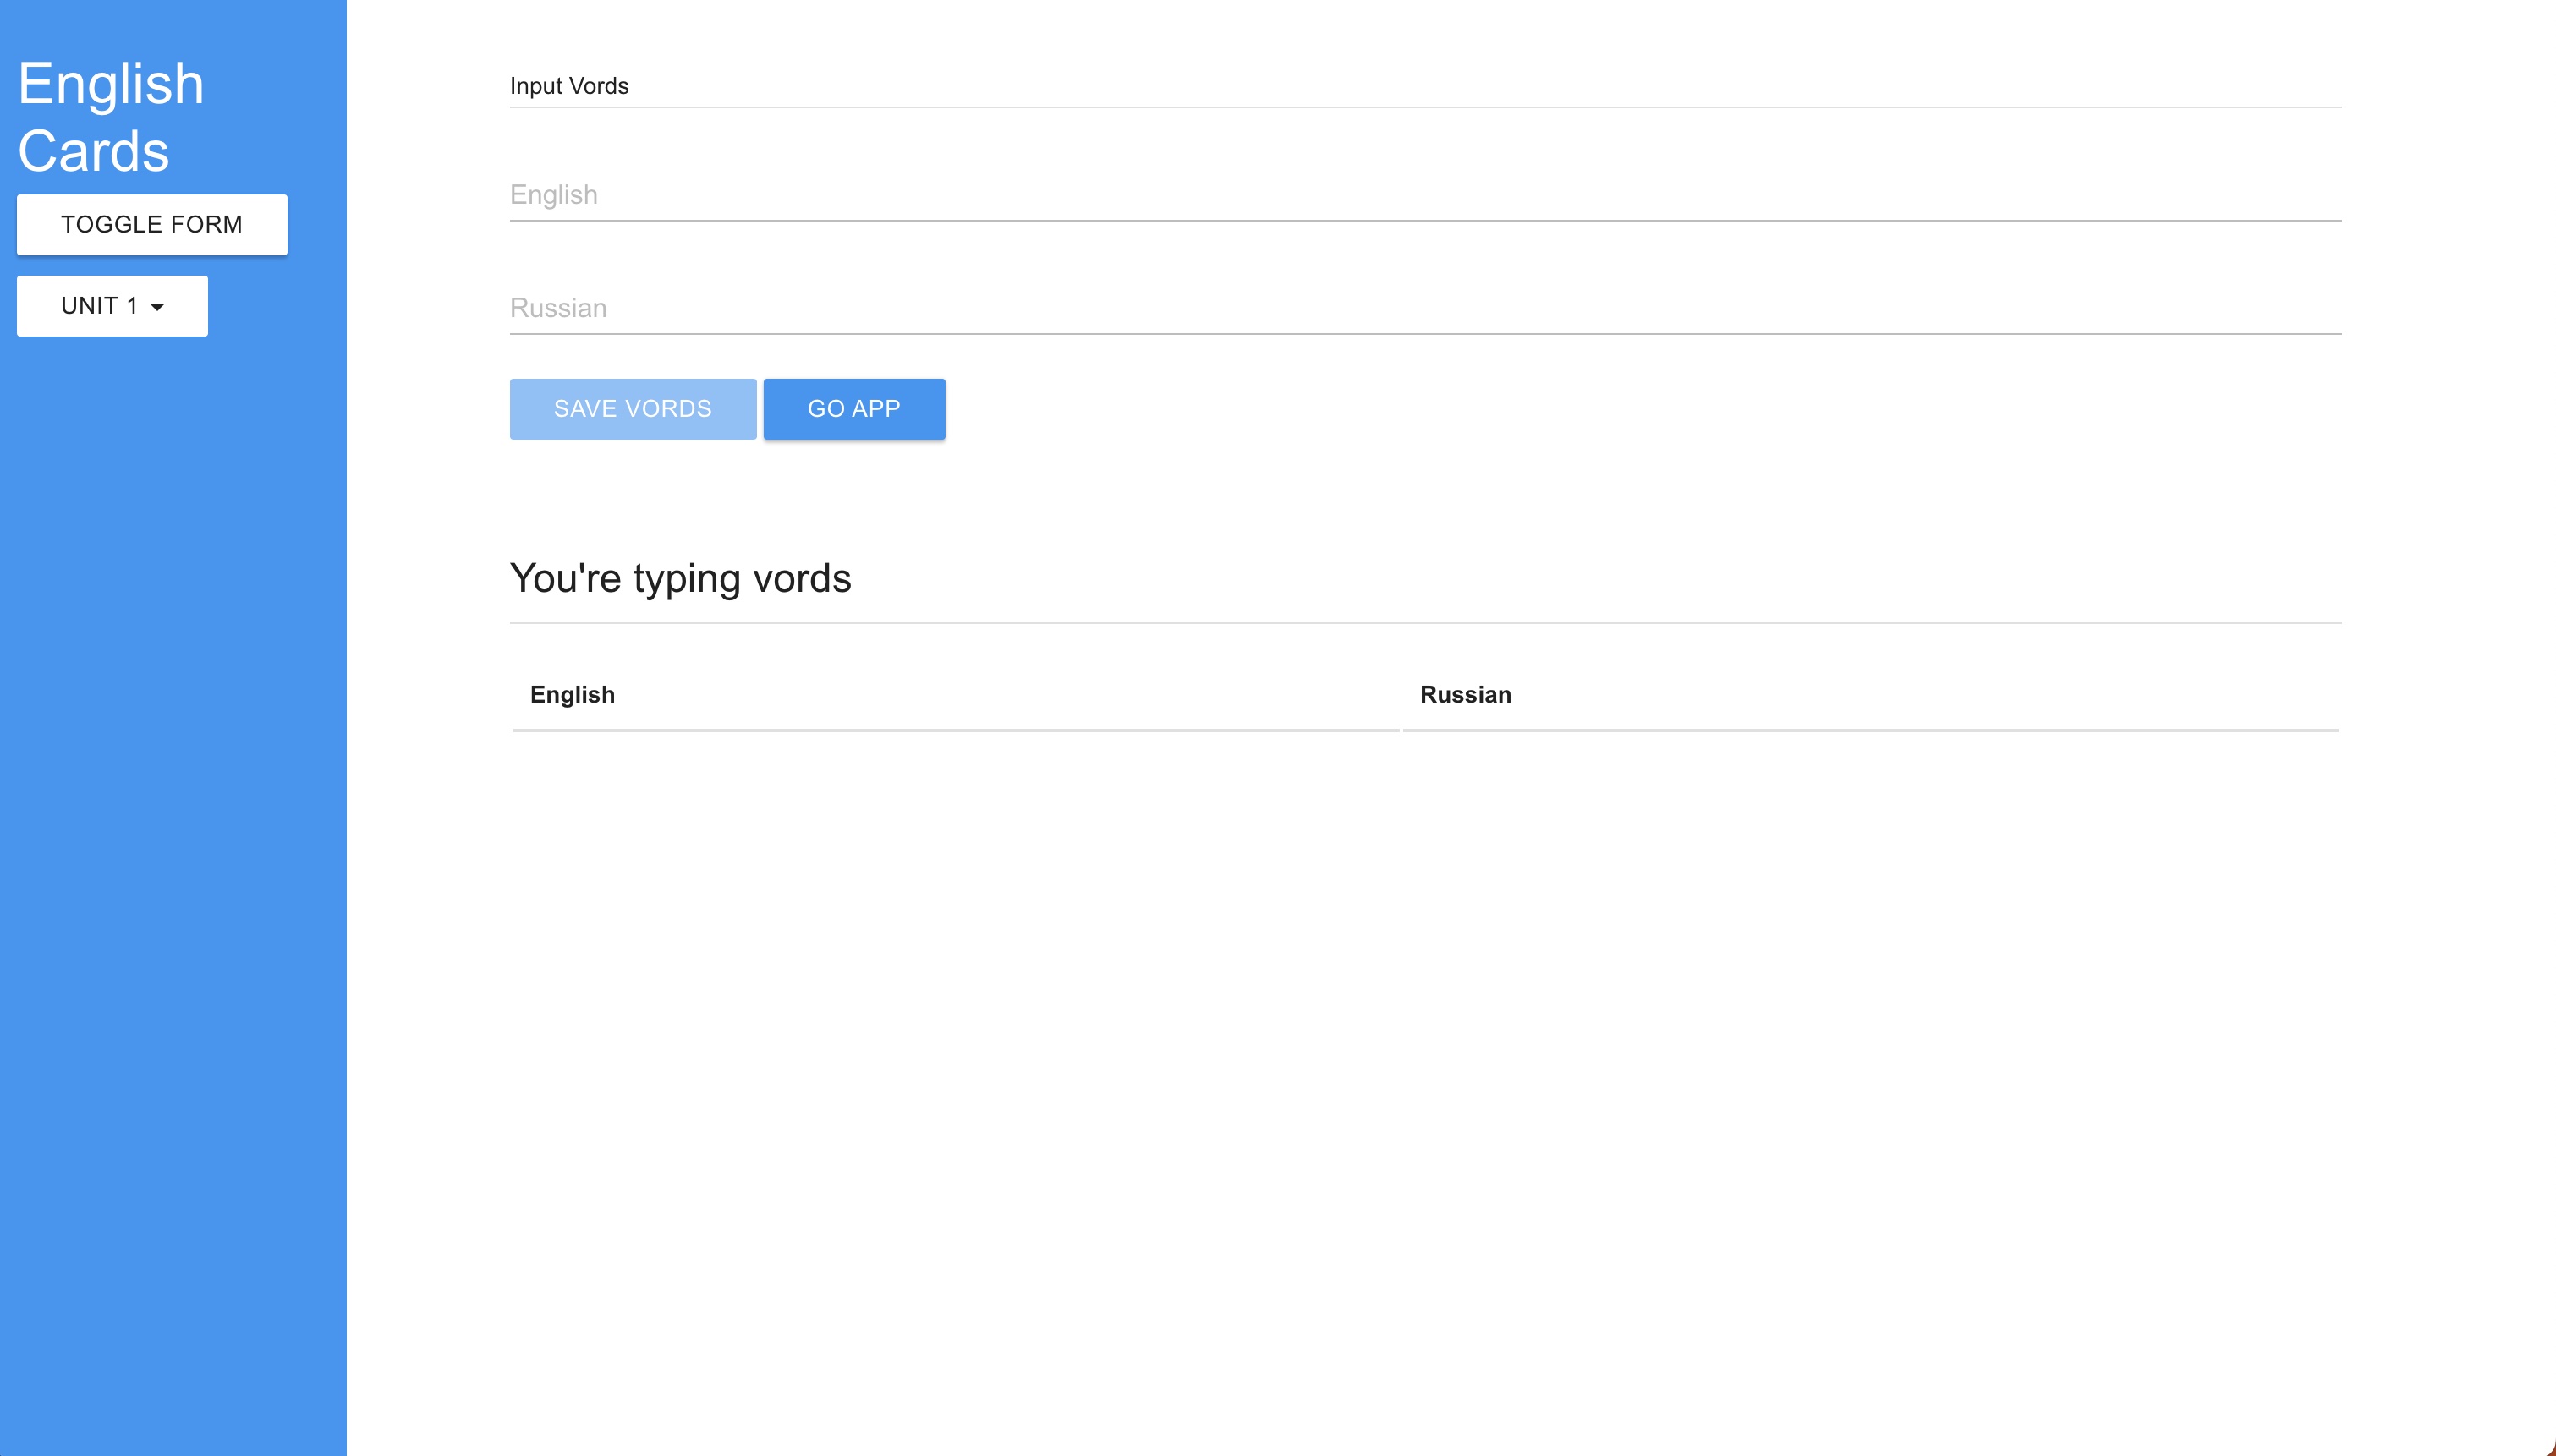 English
Cards
TOGGLE FORM
UNIT 1
Input Vords
English
Russian
SAVE VORDS GO APP
You're typing vords
English Russian